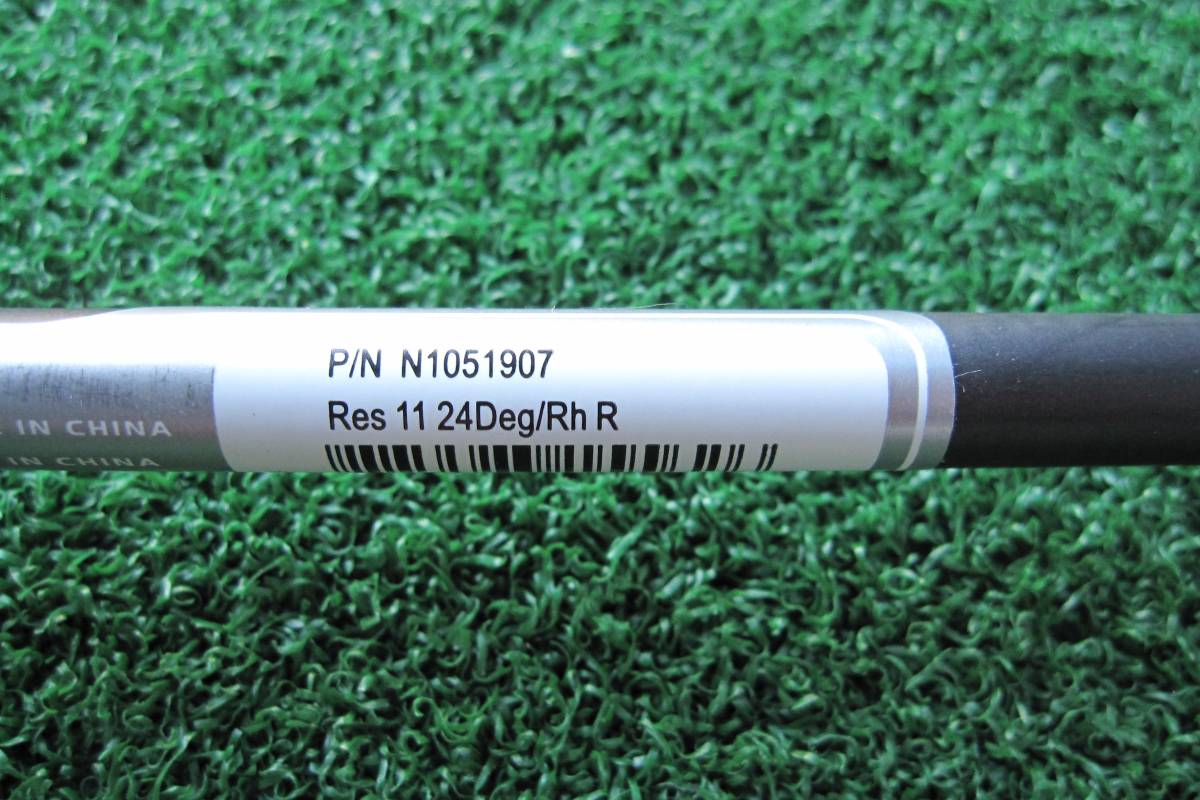 P/N N1051907
Res 11 24Deg/Rh R
IN CHINA
IN CHINA